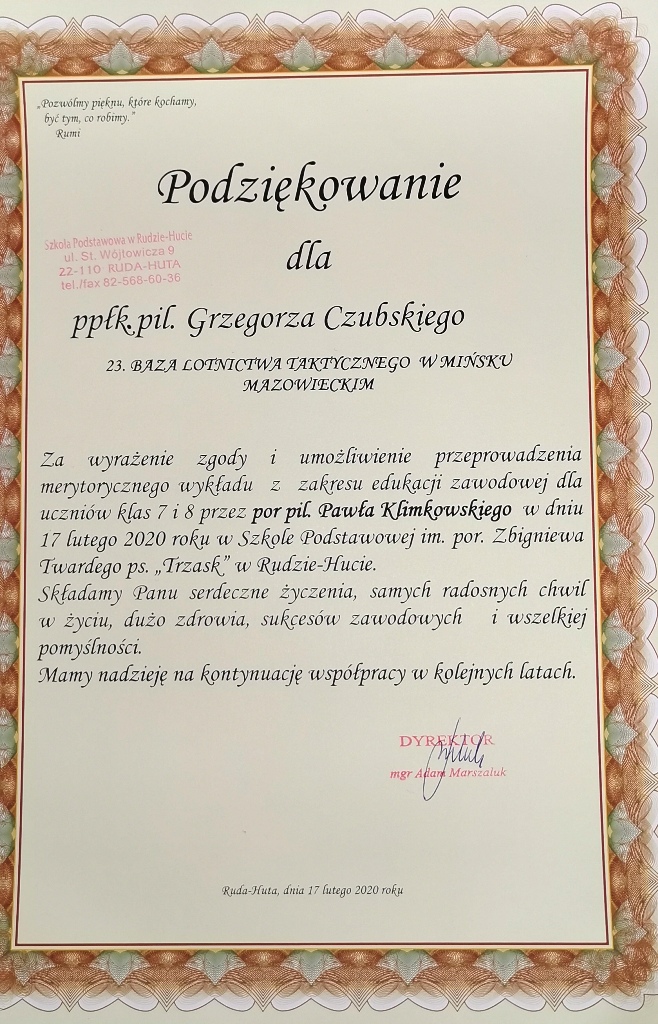 „Pozwólmy pięknu, które kochamy,
być tym, co robimy.”
Rumi
Podziękowanie
Szkoła Podstawowa w Rudzie-Hucie
ul. St. Wójtowicza 9
22-110 RUDA-HUTA
tel./fax 82-568-60-36
dla
ppłk.pil. Grzegorza Czubskiego
23. BAZA LOTNICTWA TAKTYCZNEGO W MIŃSKU
MAZOWIECKIM
Za wyrażenie zgody i umożliwienie przeprowadzenia
merytorycznego wykładu z zakresu edukacji zawodowej dla
uczniów klas 7 i 8 przez por pil. Pawła Klimkowskiego w dniu
17 lutego 2020 roku w Szkole Podstawowej im. por. Zbigniewa
Twardego ps. „Trzask” w Rudzie-Hucie.
Składamy Panu serdeczne życzenia, samych radosnych chwil
w życiu, dużo zdrowia, sukcesów zawodowych i wszelkiej
pomyślności.
Mamy nadzieję na kontynuację współpracy w kolejnych latach.
DYREKTOR
mgr Adam Marszaluk
Ruda-Huta, dnia 17 lutego 2020 roku